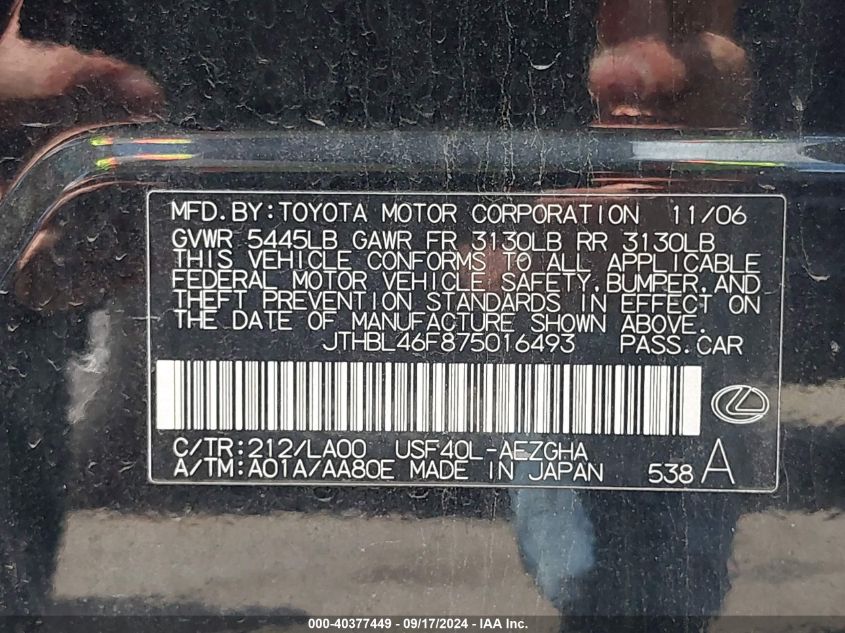 MFD.BY:TOYOTA MOTOR CORPORATION 11/06
GVWR 5445LB GAWR FR 3130LB RR 3130LB
THIS VEHICLE CONFORMS TO ALL APPLICABLE
FEDERAL MOTOR VEHICLE SAFETY,BUMPER,AND
THEFT PREVENTION STANDARDS IN EFFECT ON
THE DATE OF MANUFACTURE SHOWN ABOVE.
JTHBL46F875016493 PASS.CAR
C/TR:212/LA00 USF40L-AEZGHA
A/TM:A01A/AA80E MADE IN JAPAN 538 A
000-40377449 - 09/17/2024 - IAA Inc.